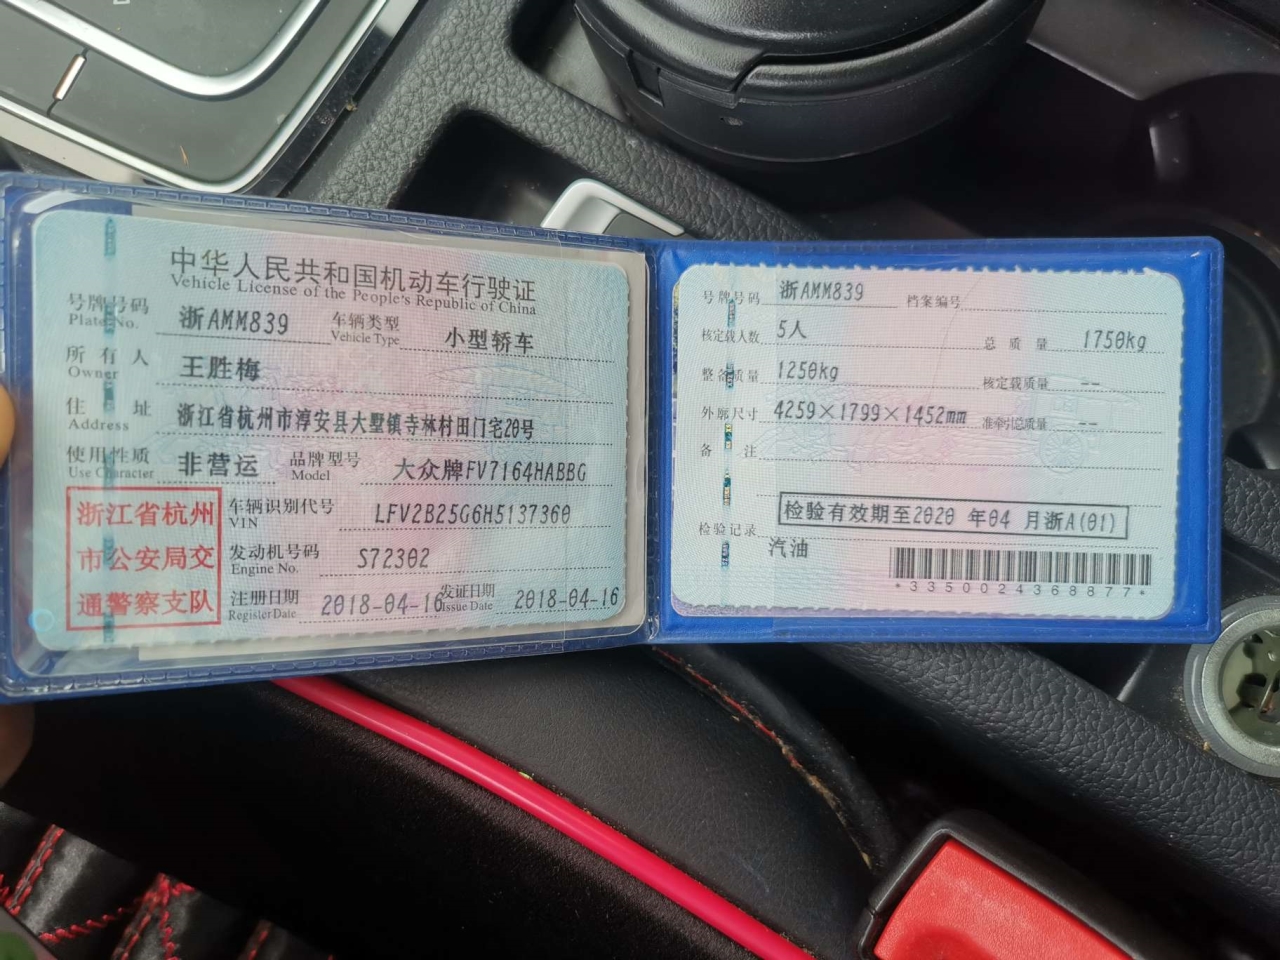 中华人民共和国机动车行驶证
Vehicle License of the People's Republic of China
号牌号码 浙AMM839 车辆类型 小型轿车
Plate No. Vehicle Type
所有人 王胜梅
Owner
住址 浙江省杭州市淳安县大墅镇寺林村田门宅20号
Address
使用性质 非营运 品牌型号 大众牌FV7164HABBG
Use Character Model
浙江省杭州
市公安局交
通警察支队
车辆识别代号 LFV2B25G6H5137360
VIN
发动机号码 S72302
Engine No.
注册日期 2018-04-16 发证日期 2018-04-16
Register Date Issue Date
号牌号码 浙AMM839 档案编号
核定载人数 5人 总质量 1750kg
整备质量 1250kg 核定载质量 --
外廓尺寸 4259×1799×1452mm 准牵引总质量 --
备注
检验记录 检验有效期至2020 年04 月浙A(01)
汽油
*3350024368877*